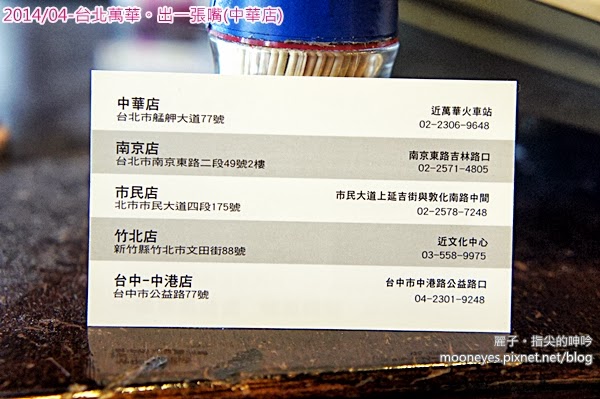 2014/04-台北萬華‧出一張嘴(中華店)
中華店
台北市艋舺大道77號
近萬華火車站
02-2306-9648
南京店
台北市南京東路二段49號2樓
南京東路吉林路口
02-2571-4805
市民店
北市市民大道四段175號
市民大道上延吉街與敦化南路中間
02-2578-7248
竹北店
新竹縣竹北市文田街88號
近文化中心
03-558-9975
台中-中港店
台中市公益路77號
台中市中港路公益路口
04-2301-9248
麗子‧指尖的呻吟
mooneyes.pixnet.net/blog